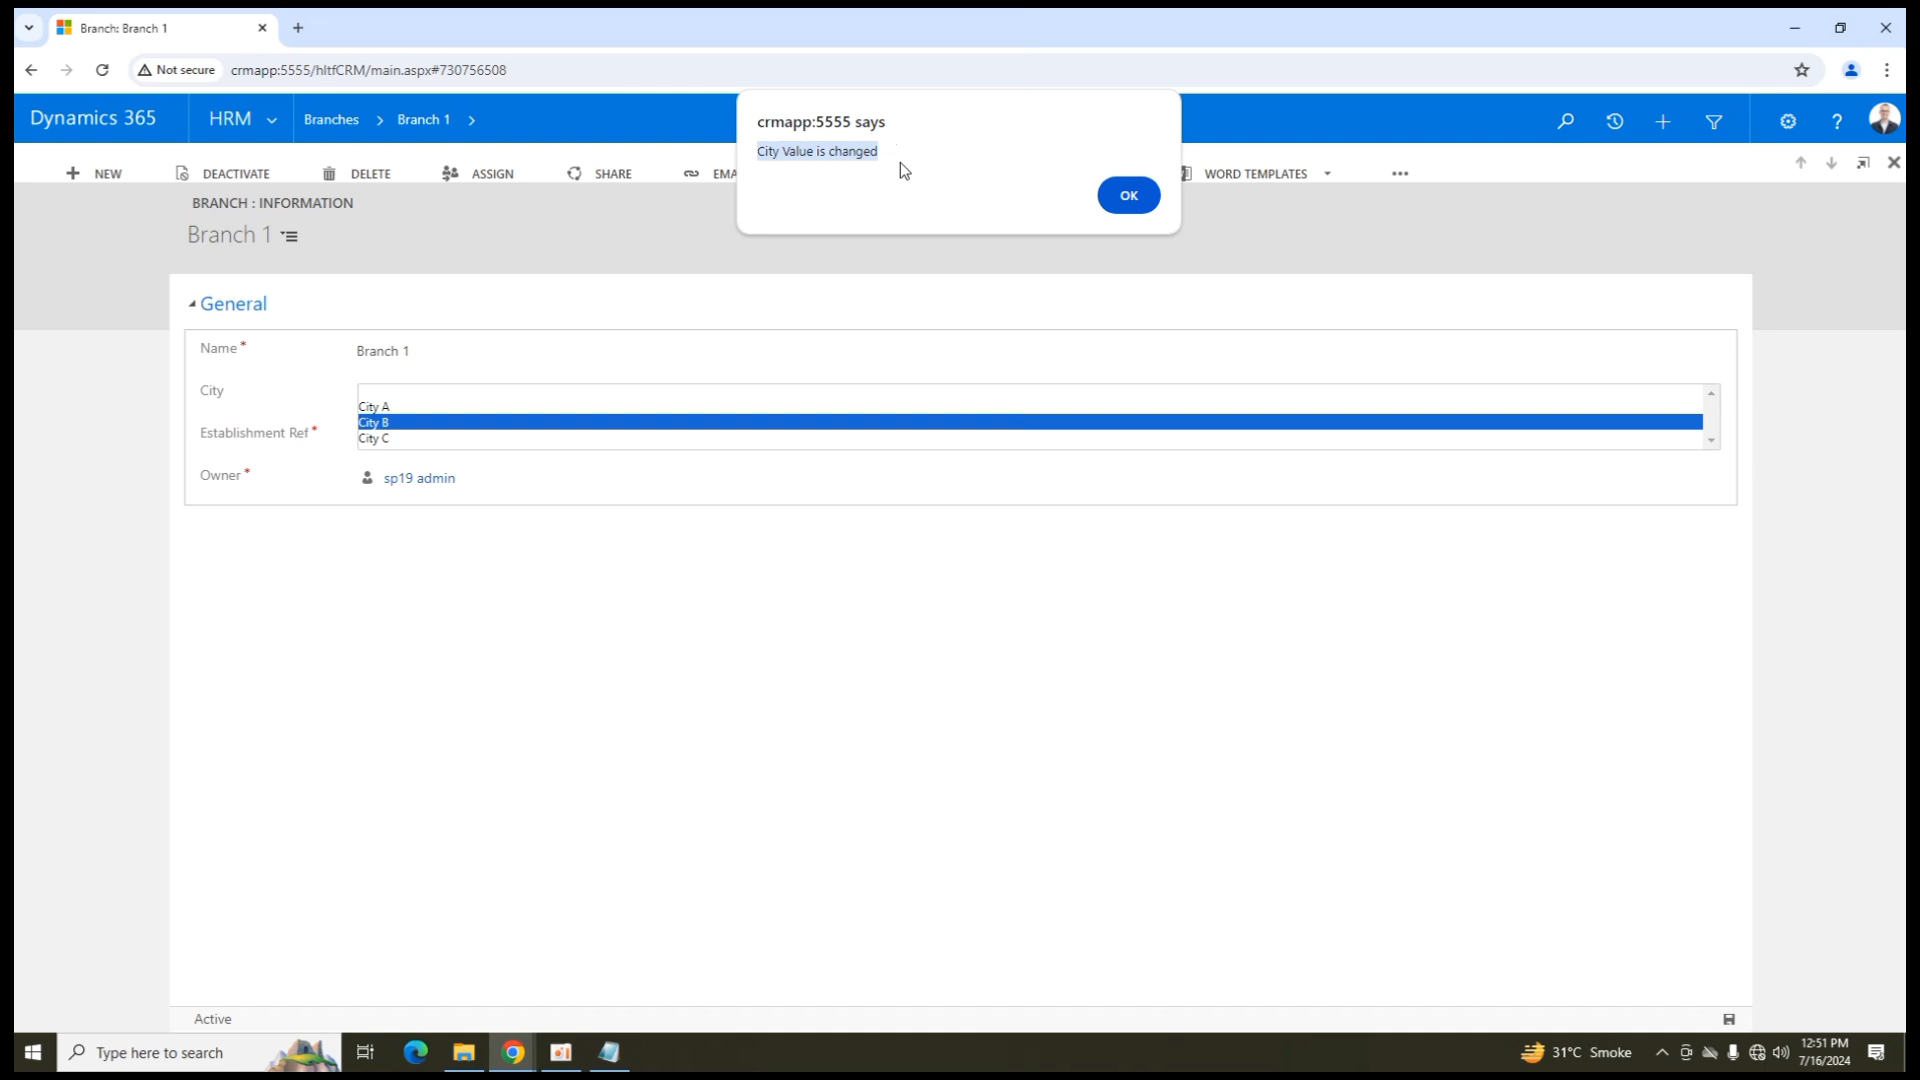 Branch: Branch 1
Not secure
crmapp:5555/hltfCRM/main.aspx#730756508
Dynamics 365
HRM
Branches > Branch 1 >
crmapp:5555 says
City Value is changed
OK
NEW
DEACTIVATE
DELETE
ASSIGN
SHARE
EMA
WORD TEMPLATES
BRANCH : INFORMATION
Branch 1
General
Name*
Branch 1
City
City A
City B
City C
Establishment Ref*
Owner*
sp19 admin
Active
Type here to search
31°C Smoke
12:51 PM
7/16/2024